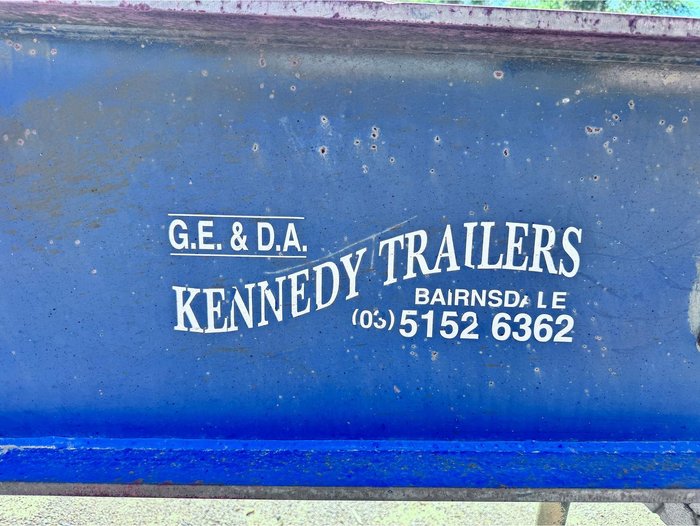 G.E. & D.A.
KENNEDY TRAILERS
BAIRNSDALE
(03) 5152 6362